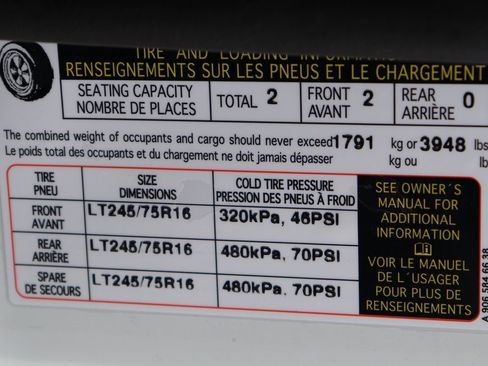 TIRE AND LOADING INFORMATION
RENSEIGNEMENTS SUR LES PNEUS ET LE CHARGEMENT
SEATING CAPACITY
NOMBRE DE PLACES
TOTAL 2
FRONT
AVANT 2
REAR
ARRIÈRE 0
The combined weight of occupants and cargo should never exceed 1791 kg or 3948 lbs
Le poids total des occupants et du chargement ne doit jamais dépasser kg ou lb
TIRE
PNEU
SIZE
DIMENSIONS
COLD TIRE PRESSURE
PRESSION DES PNEUS À FROID
FRONT
AVANT
LT245/75R16
320kPa, 46PSI
REAR
ARRIÈRE
LT245/75R16
480kPa, 70PSI
SPARE
DE SECOURS
LT245/75R16
480kPa, 70PSI
SEE OWNER´S
MANUAL FOR
ADDITIONAL
INFORMATION
VOIR LE MANUEL
DE L´USAGER
POUR PLUS DE
RENSEIGNEMENTS
A 906 584 66 38